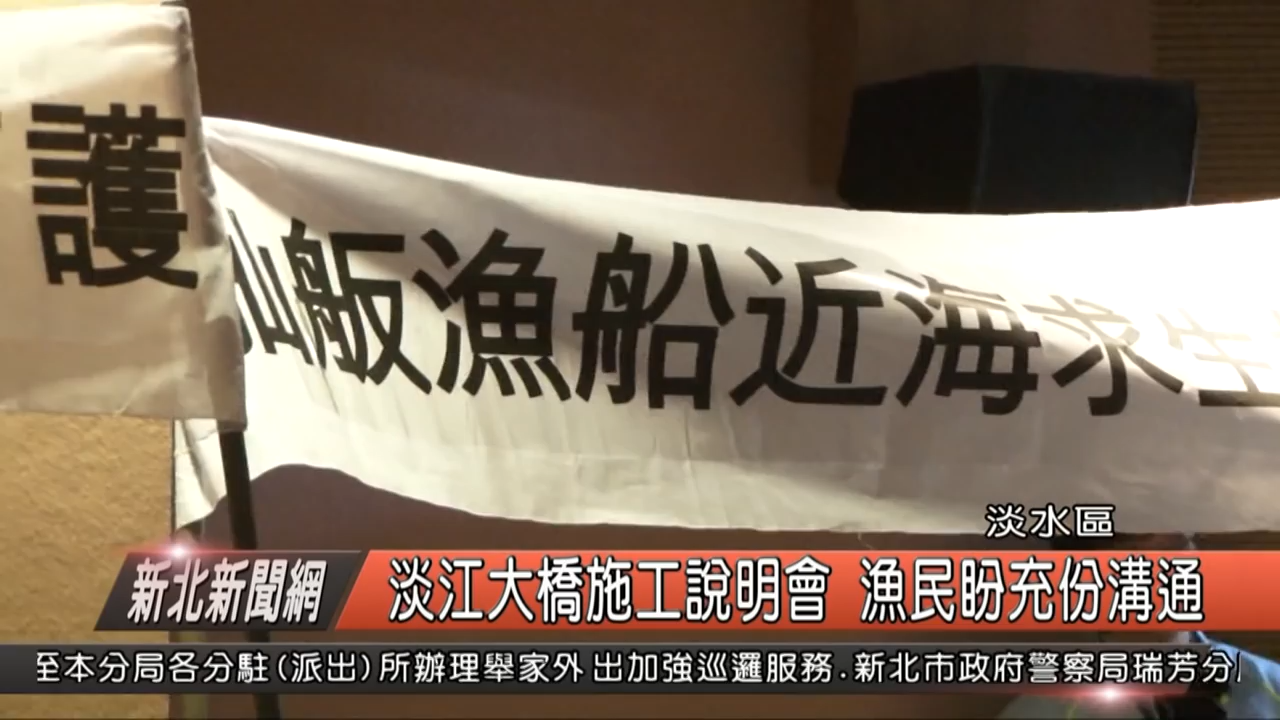 護
舢舨漁船近海求生
淡水區
新北新聞網
淡江大橋施工說明會 漁民盼充份溝通
至本分局各分駐(派出)所辦理舉家外出加強巡邏服務.新北市政府警察局瑞芳分